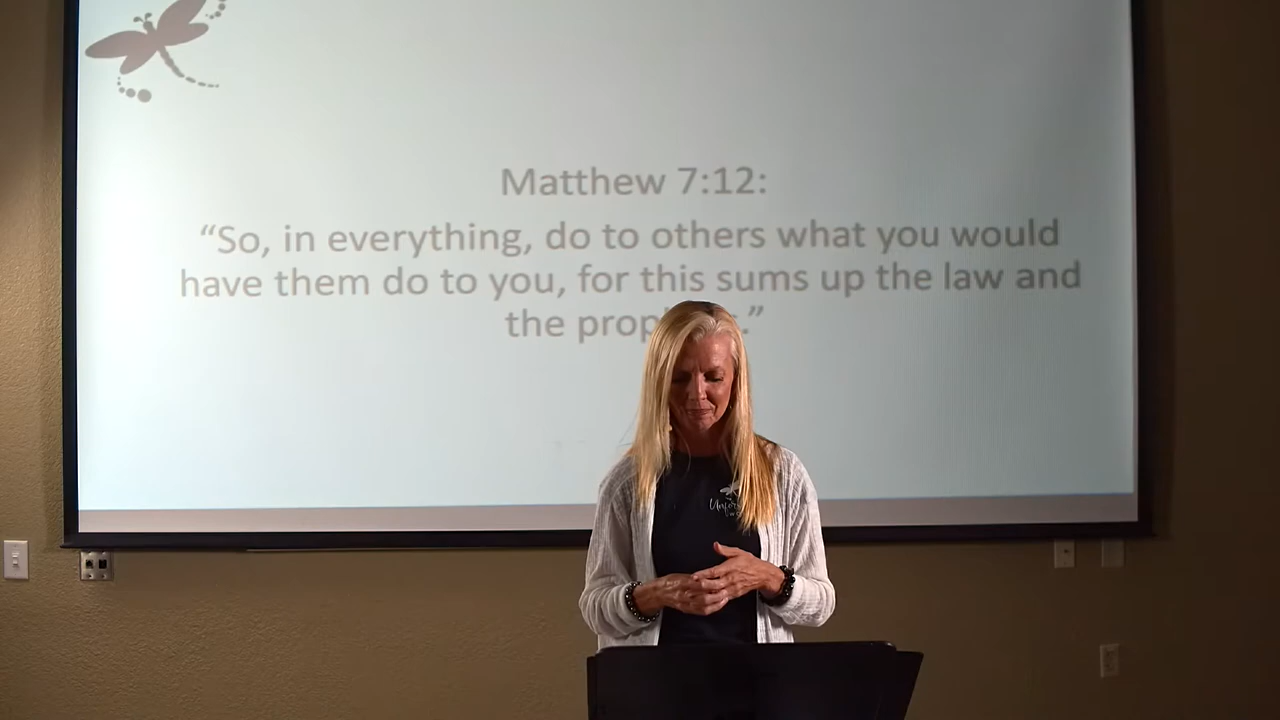 Matthew 7:12:
“So, in everything, do to others what you would
have them do to you, for this sums up the law and
the
.”